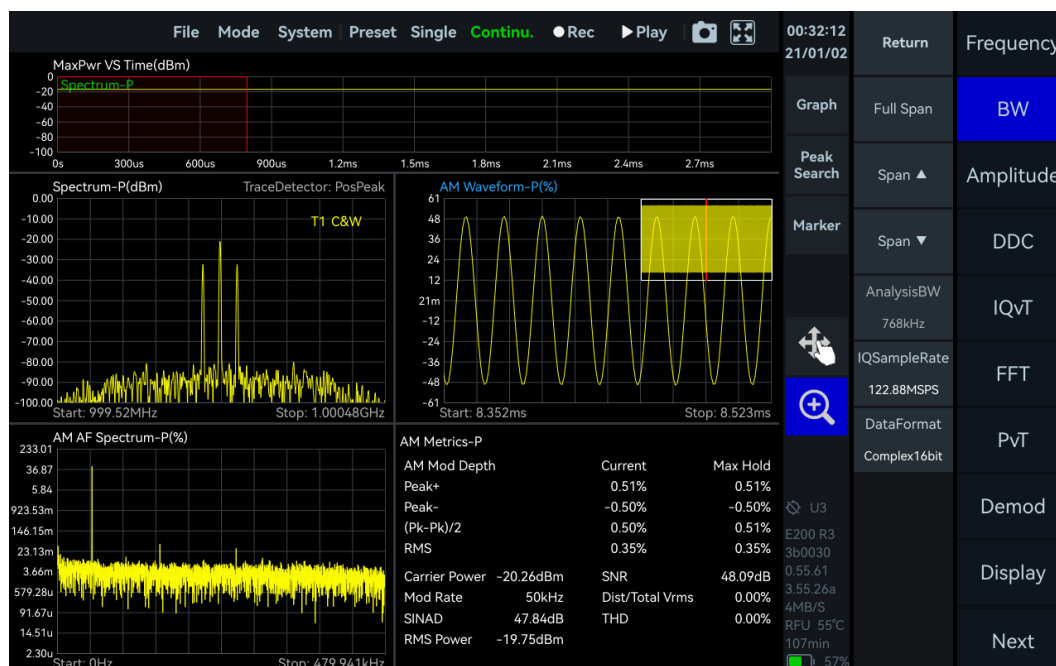 File Mode System Preset Single Continu. Rec Play
MaxPwr VS Time(dBm)
Spectrum-P
0
-20
-40
-60
-80
-100
0s 300us 600us 900us 1.2ms 1.5ms 1.8ms 2.1ms 2.4ms 2.7ms
Spectrum-P(dBm) TraceDetector: PosPeak
T1 C&W
0.00
-10.00
-20.00
-30.00
-40.00
-50.00
-60.00
-70.00
-80.00
-90.00
-100.00
Start: 999.52MHz Stop: 1.00048GHz
AM Waveform-P(%)
61
48
36
24
12
21m
-12
-24
-36
-48
-61
Start: 8.352ms Stop: 8.523ms
AM AF Spectrum-P(%)
233.01
36.87
5.84
923.53m
146.15m
23.13m
3.66m
579.28u
91.67u
14.51u
2.30u
Start: 0Hz Stop: 479.941kHz
AM Metrics-P
AM Mod Depth Current Max Hold
Peak+ 0.51% 0.51%
Peak- -0.50% -0.50%
(Pk-Pk)/2 0.50% 0.51%
RMS 0.35% 0.35%
Carrier Power -20.26dBm SNR 48.09dB
Mod Rate 50kHz Dist/Total Vrms 0.00%
SINAD 47.84dB THD 0.00%
RMS Power -19.75dBm
00:32:12
21/01/02
Graph
Peak
Search
Marker
U3
E200 R3
3b0030
0.55.61
3.55.26a
4MB/S
RFU 55℃
107min
57%
Return
Full Span
Span ▲
Span ▼
AnalysisBW
768kHz
IQSampleRate
122.88MSPS
DataFormat
Complex16bit
Frequency
BW
Amplitude
DDC
IQvT
FFT
PvT
Demod
Display
Next